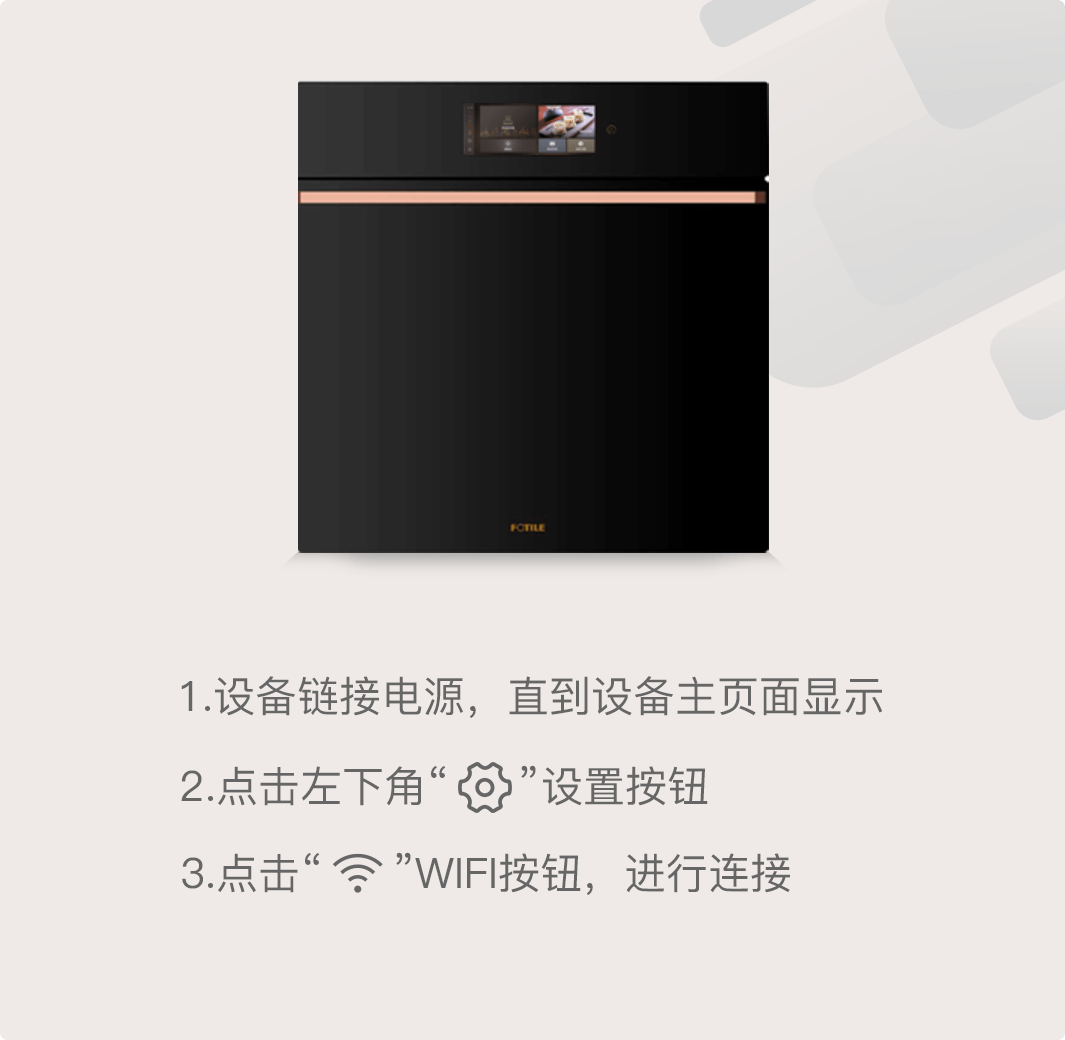 FOTILE
1.设备链接电源，直到设备主页面显示
2.点击左下角“ ”设置按钮
3.点击“ ”WIFI按钮，进行连接